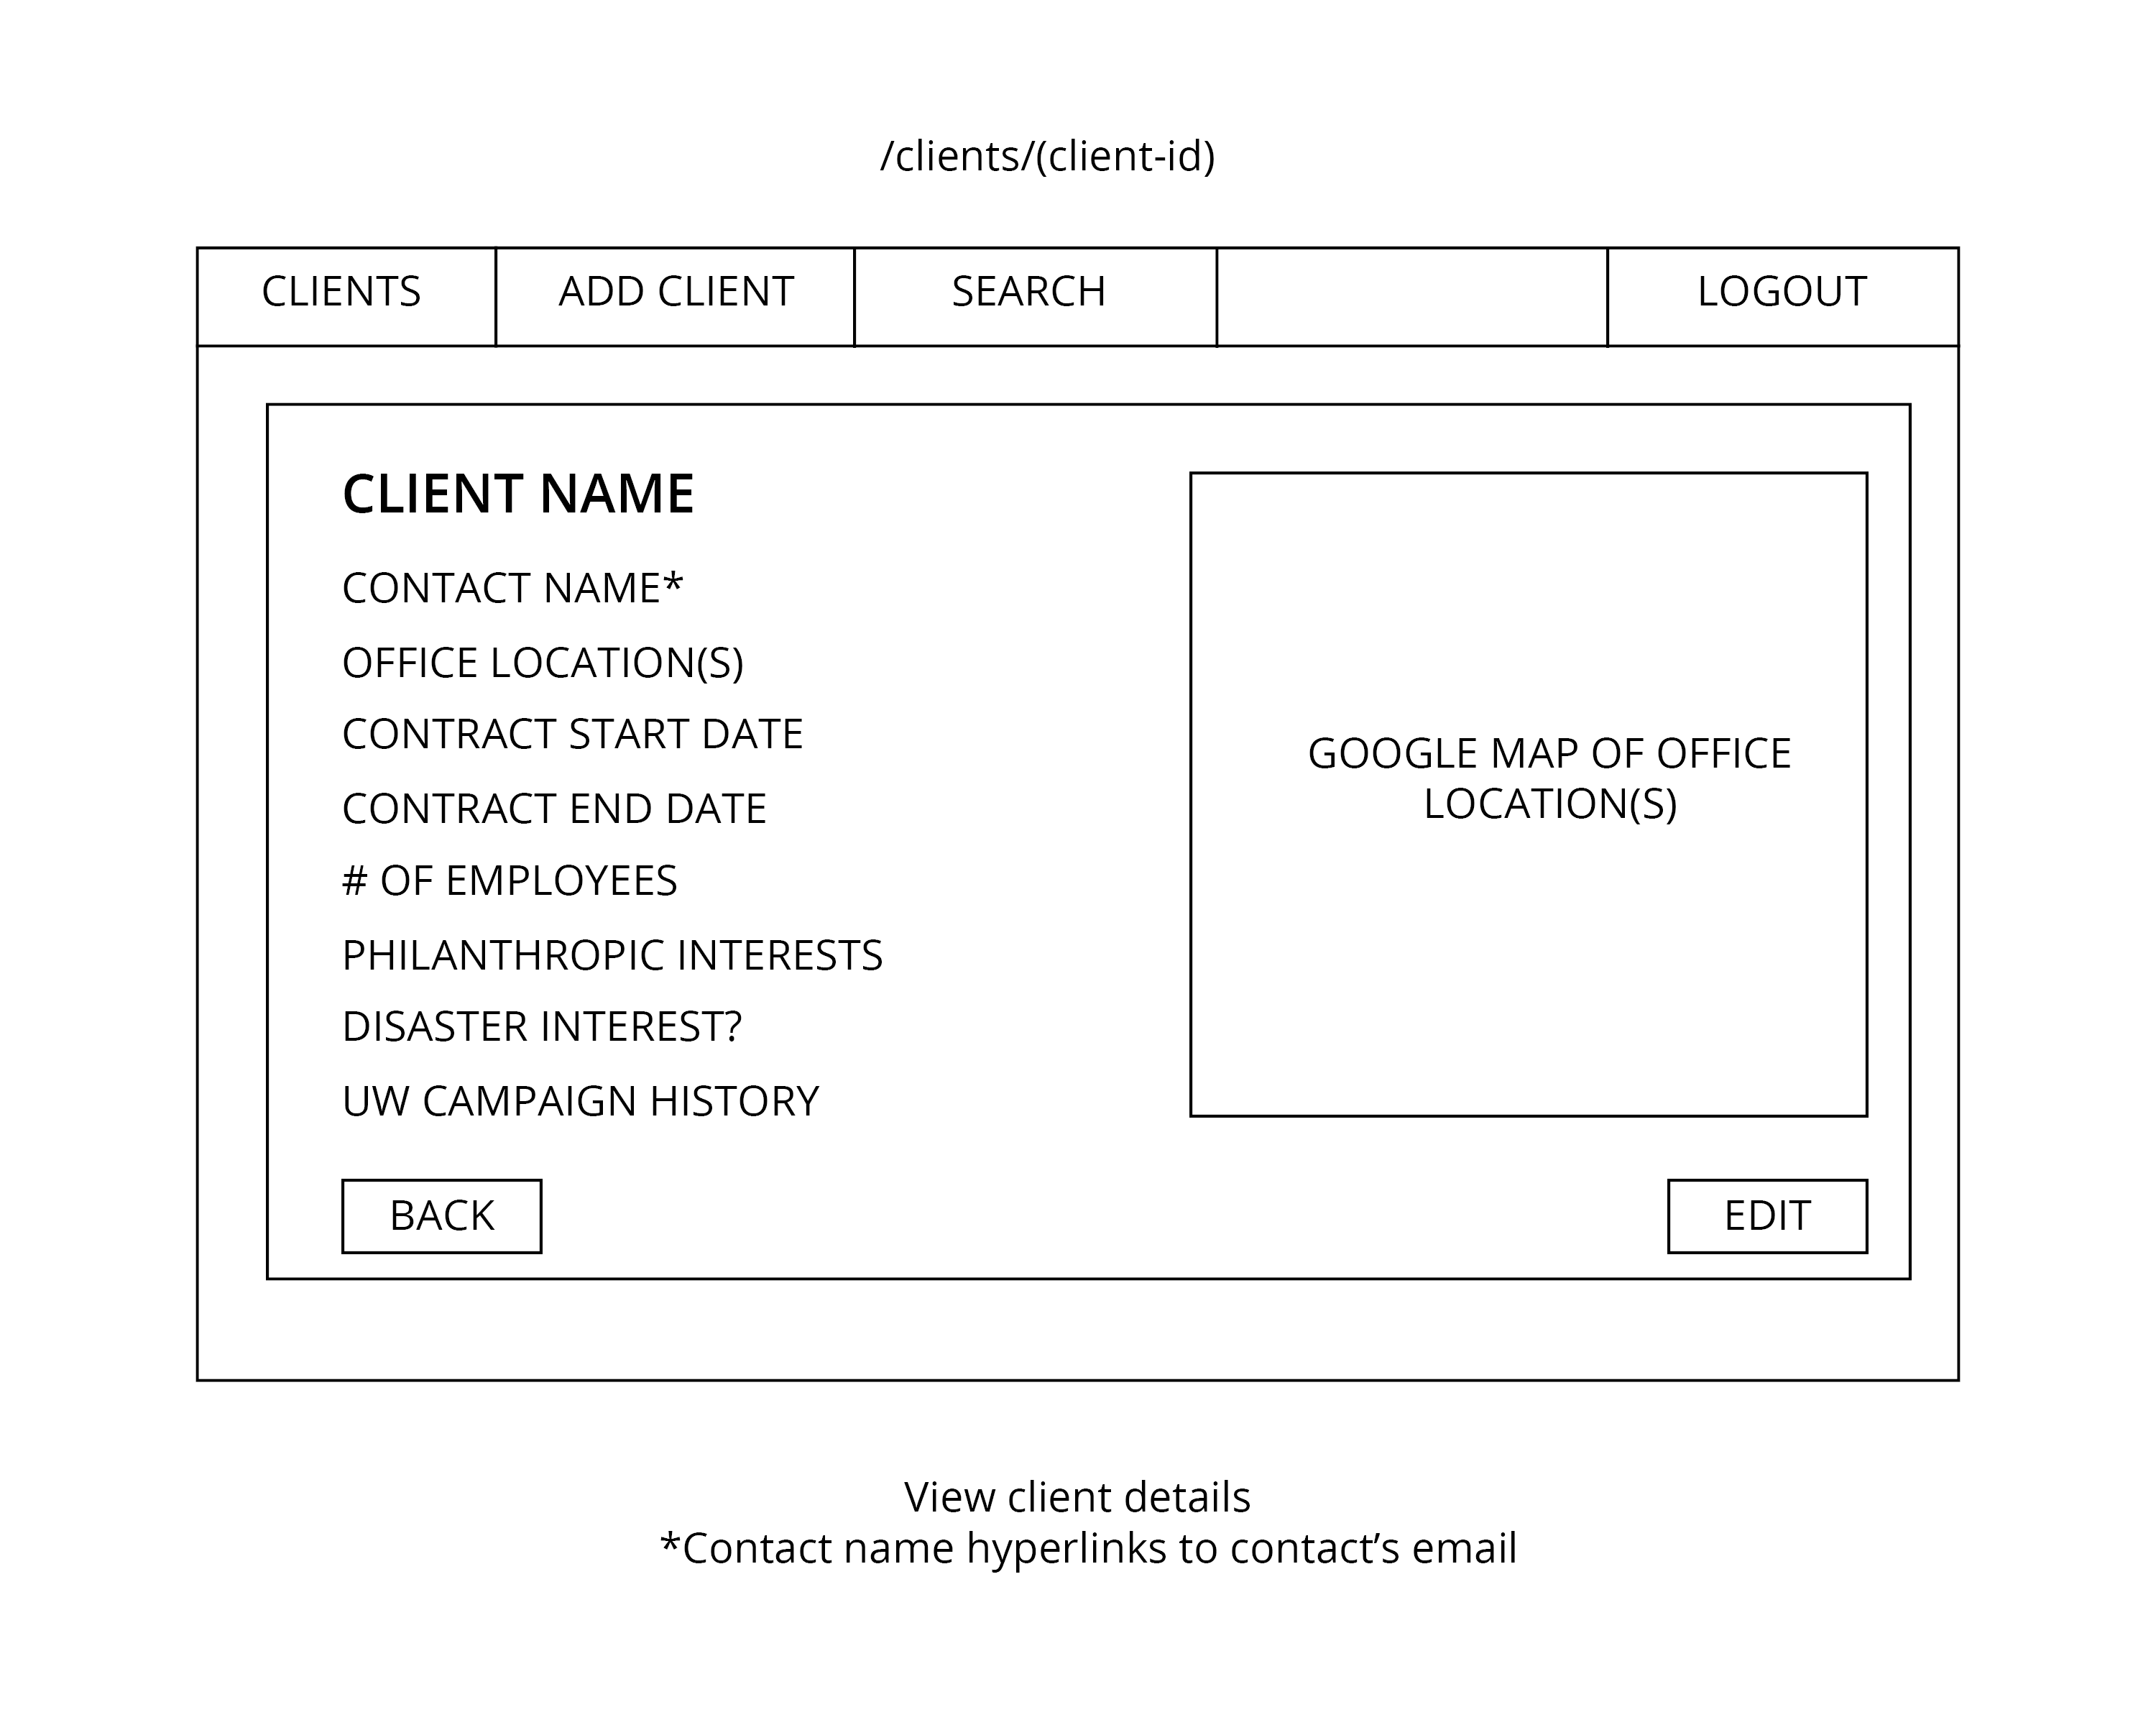 /clients/(client-id)
CLIENTS
ADD CLIENT
SEARCH
LOGOUT
CLIENT NAME
CONTACT NAME*
OFFICE LOCATION(S)
CONTRACT START DATE
CONTRACT END DATE
# OF EMPLOYEES
PHILANTHROPIC INTERESTS
DISASTER INTEREST?
UW CAMPAIGN HISTORY
GOOGLE MAP OF OFFICE
LOCATION(S)
BACK
EDIT
View client details
*Contact name hyperlinks to contact’s email